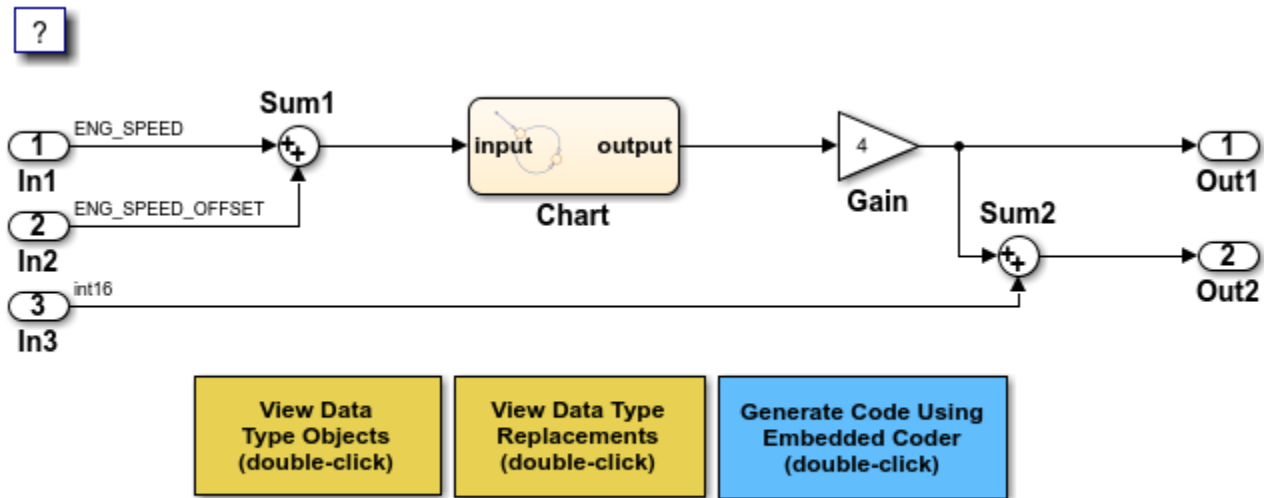 ?
Sum1
ENG_SPEED
1
In1
input
output
Chart
4
Gain
1
Out1
ENG_SPEED_OFFSET
2
In2
Sum2
2
Out2
int16
3
In3
View Data
Type Objects
(double-click)
View Data Type
Replacements
(double-click)
Generate Code Using
Embedded Coder
(double-click)